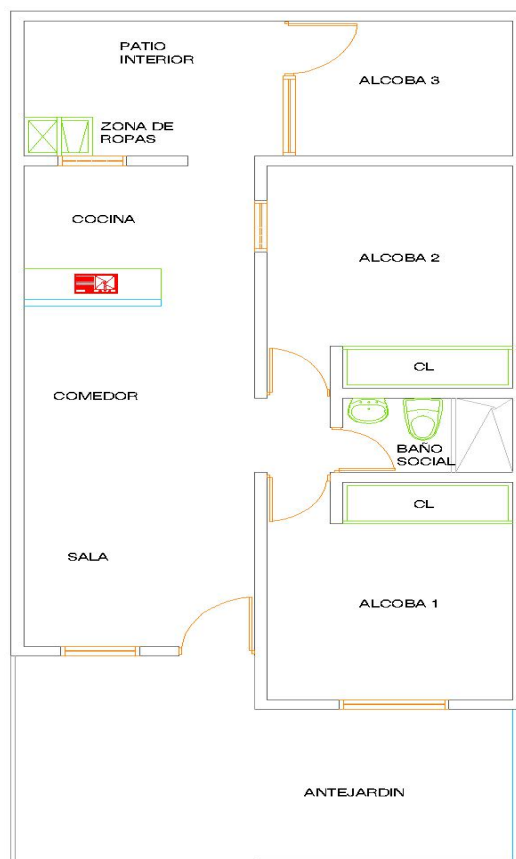 PATIO
INTERIOR
ALCOBA 3
ZONA DE
ROPAS
COCINA
ALCOBA 2
CL
COMEDOR
BAÑO
SOCIAL
CL
SALA
ALCOBA 1
ANTEJARDIN